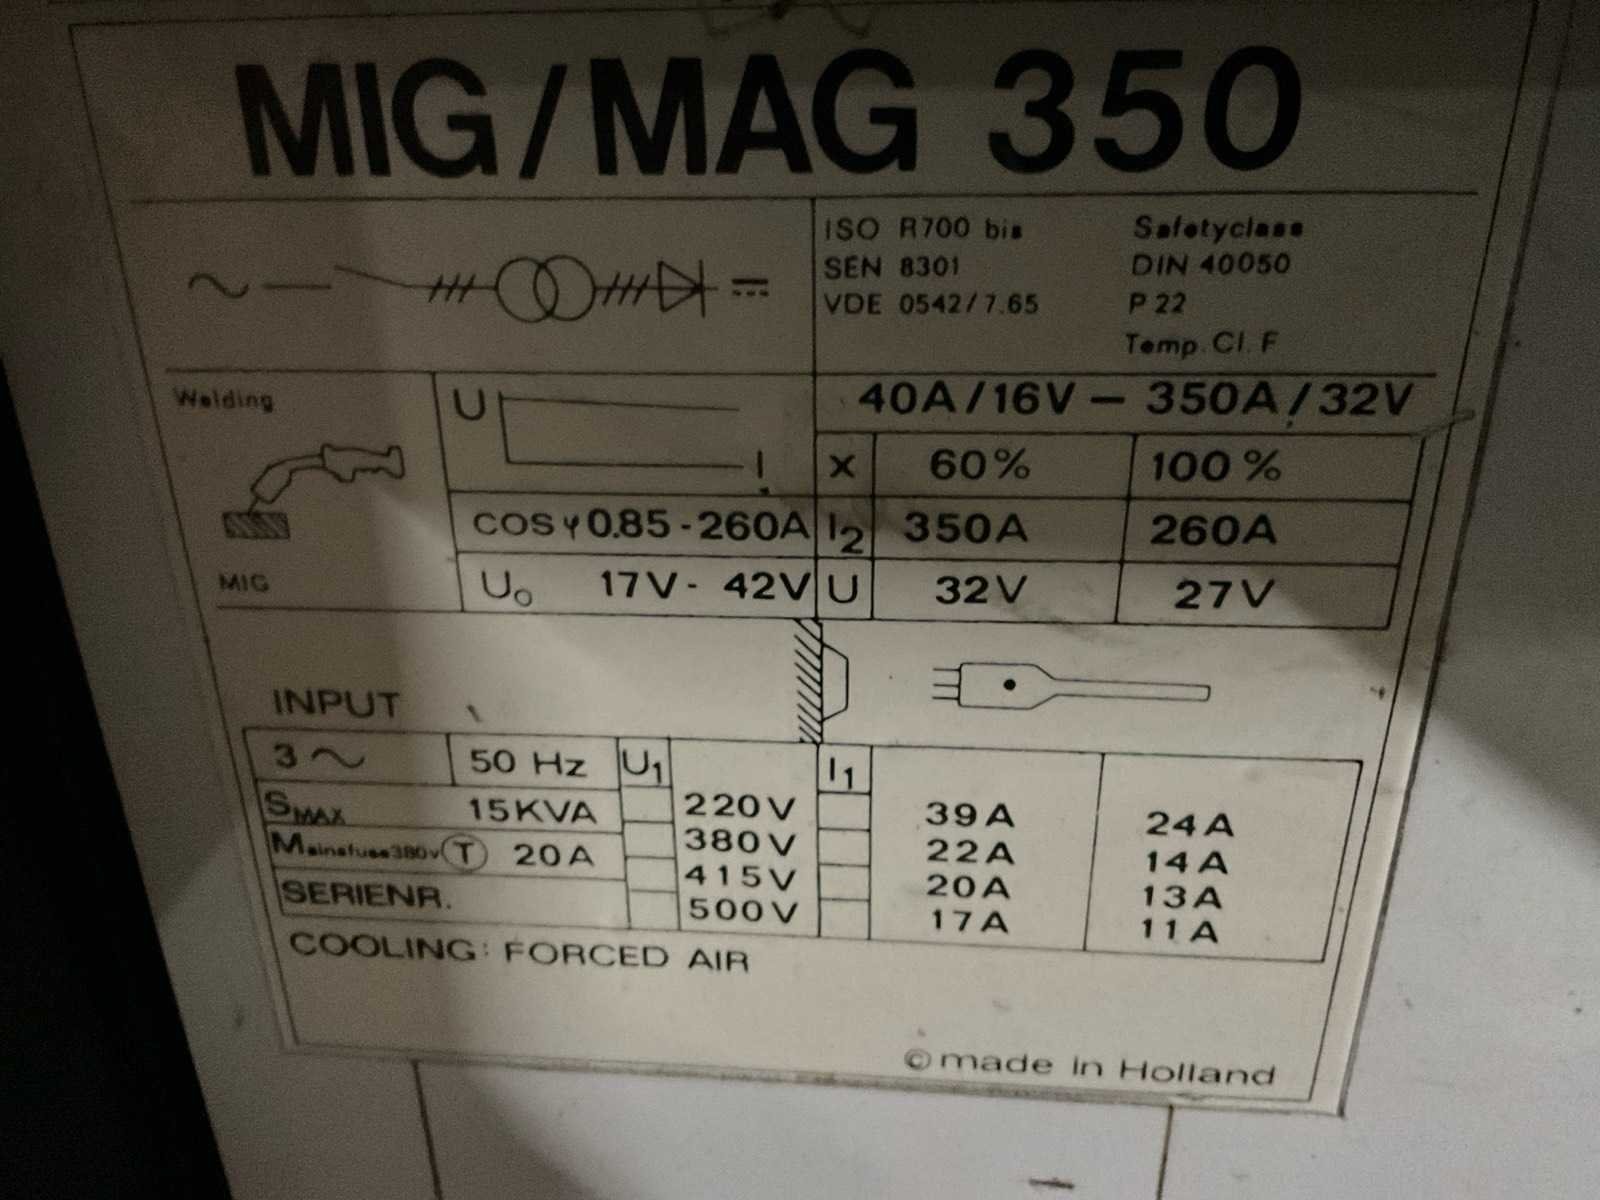 MIG/MAG 350
ISO R700 bis
SEN 8301
VDE 0542/7.65
Safetyclass
DIN 40050
P 22
Temp. Cl. F
Welding
MIG
U
I
40A/16V – 350A/32V
X 60% 100%
COS φ 0.85 - 260A I2 350A 260A
U0 17V - 42V U 32V 27V
INPUT
3 ~ 50 Hz U1 I1
SMAX 15KVA
Mainsfuse380v T 20A
SERIENR.
220V 39A 24A
380V 22A 14A
415V 20A 13A
500V 17A 11A
COOLING: FORCED AIR
© made in Holland